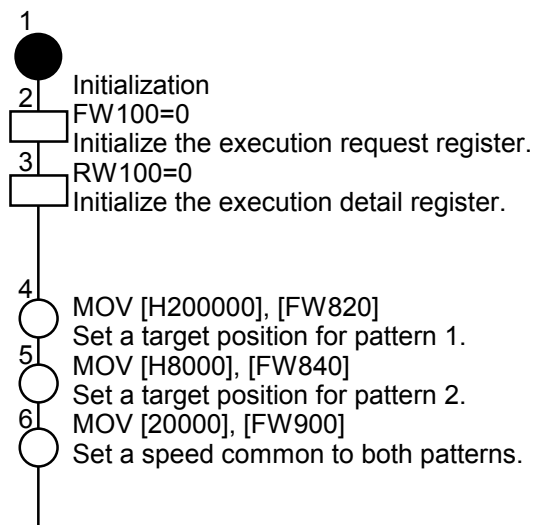 1
Initialization
2
FW100=0
Initialize the execution request register.
3
RW100=0
Initialize the execution detail register.
4
MOV [H200000], [FW820]
Set a target position for pattern 1.
5
MOV [H8000], [FW840]
Set a target position for pattern 2.
6
MOV [20000], [FW900]
Set a speed common to both patterns.